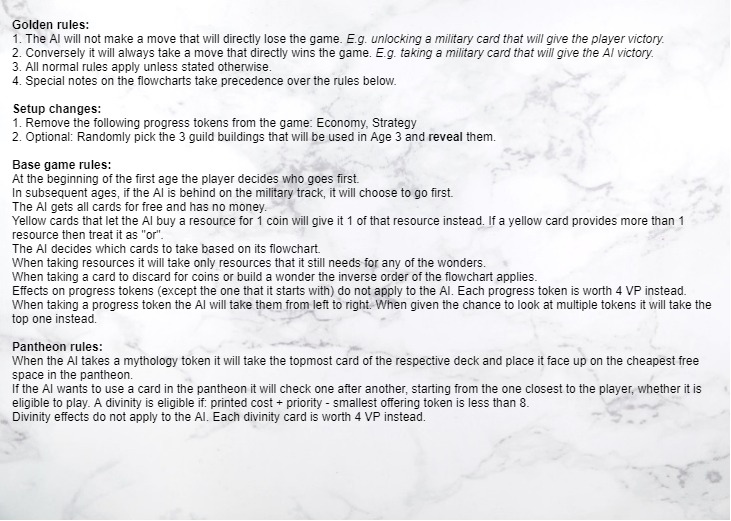 Golden rules:
1. The AI will not make a move that will directly lose the game. E.g. unlocking a military card that will give the player victory.
2. Conversely it will always take a move that directly wins the game. E.g. taking a military card that will give the AI victory.
3. All normal rules apply unless stated otherwise.
4. Special notes on the flowcharts take precedence over the rules below.
Setup changes:
1. Remove the following progress tokens from the game: Economy, Strategy
2. Optional: Randomly pick the 3 guild buildings that will be used in Age 3 and reveal them.
Base game rules:
At the beginning of the first age the player decides who goes first.
In subsequent ages, if the AI is behind on the military track, it will choose to go first.
The AI gets all cards for free and has no money.
Yellow cards that let the AI buy a resource for 1 coin will give it 1 of that resource instead. If a yellow card provides more than 1
resource then treat it as "or".
The AI decides which cards to take based on its flowchart.
When taking resources it will take only resources that it still needs for any of the wonders.
When taking a card to discard for coins or build a wonder the inverse order of the flowchart applies.
Effects on progress tokens (except the one that it starts with) do not apply to the AI. Each progress token is worth 4 VP instead.
When taking a progress token the AI will take them from left to right. When given the chance to look at multiple tokens it will take the
top one instead.
Pantheon rules:
When the AI takes a mythology token it will take the topmost card of the respective deck and place it face up on the cheapest free
space in the pantheon.
If the AI wants to use a card in the pantheon it will check one after another, starting from the one closest to the player, whether it is
eligible to play. A divinity is eligible if: printed cost + priority - smallest offering token is less than 8.
Divinity effects do not apply to the AI. Each divinity card is worth 4 VP instead.